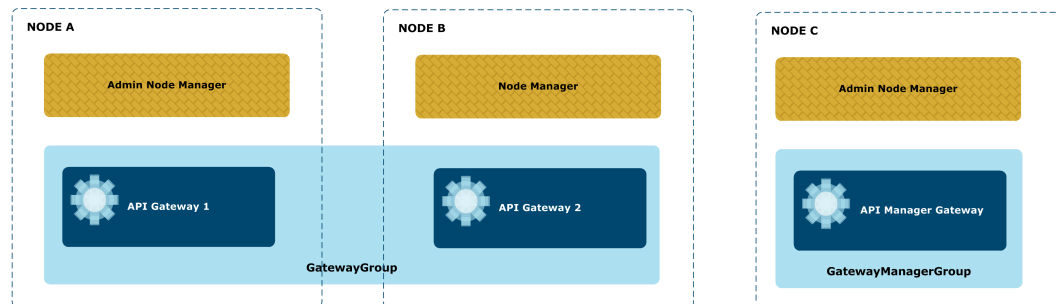 NODE A
Admin Node Manager
API Gateway 1
NODE B
Node Manager
API Gateway 2
GatewayGroup
NODE C
Admin Node Manager
API Manager Gateway
GatewayManagerGroup